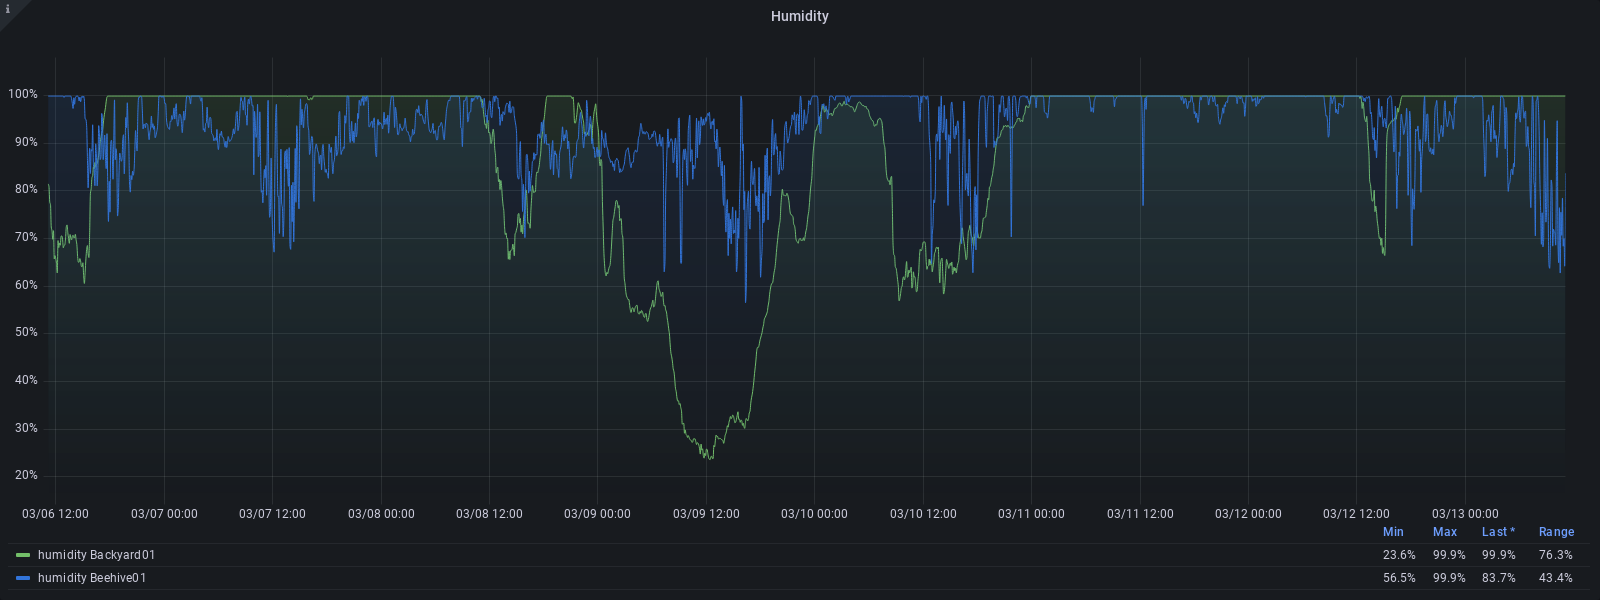 i
Humidity
100%
90%
80%
70%
60%
50%
40%
30%
20%
03/06 12:00 03/07 00:00 03/07 12:00 03/08 00:00 03/08 12:00 03/09 00:00 03/09 12:00 03/10 00:00 03/10 12:00 03/11 00:00 03/11 12:00 03/12 00:00 03/12 12:00 03/13 00:00
Min Max Last * Range
humidity Backyard01 23.6% 99.9% 99.9% 76.3%
humidity Beehive01 56.5% 99.9% 83.7% 43.4%